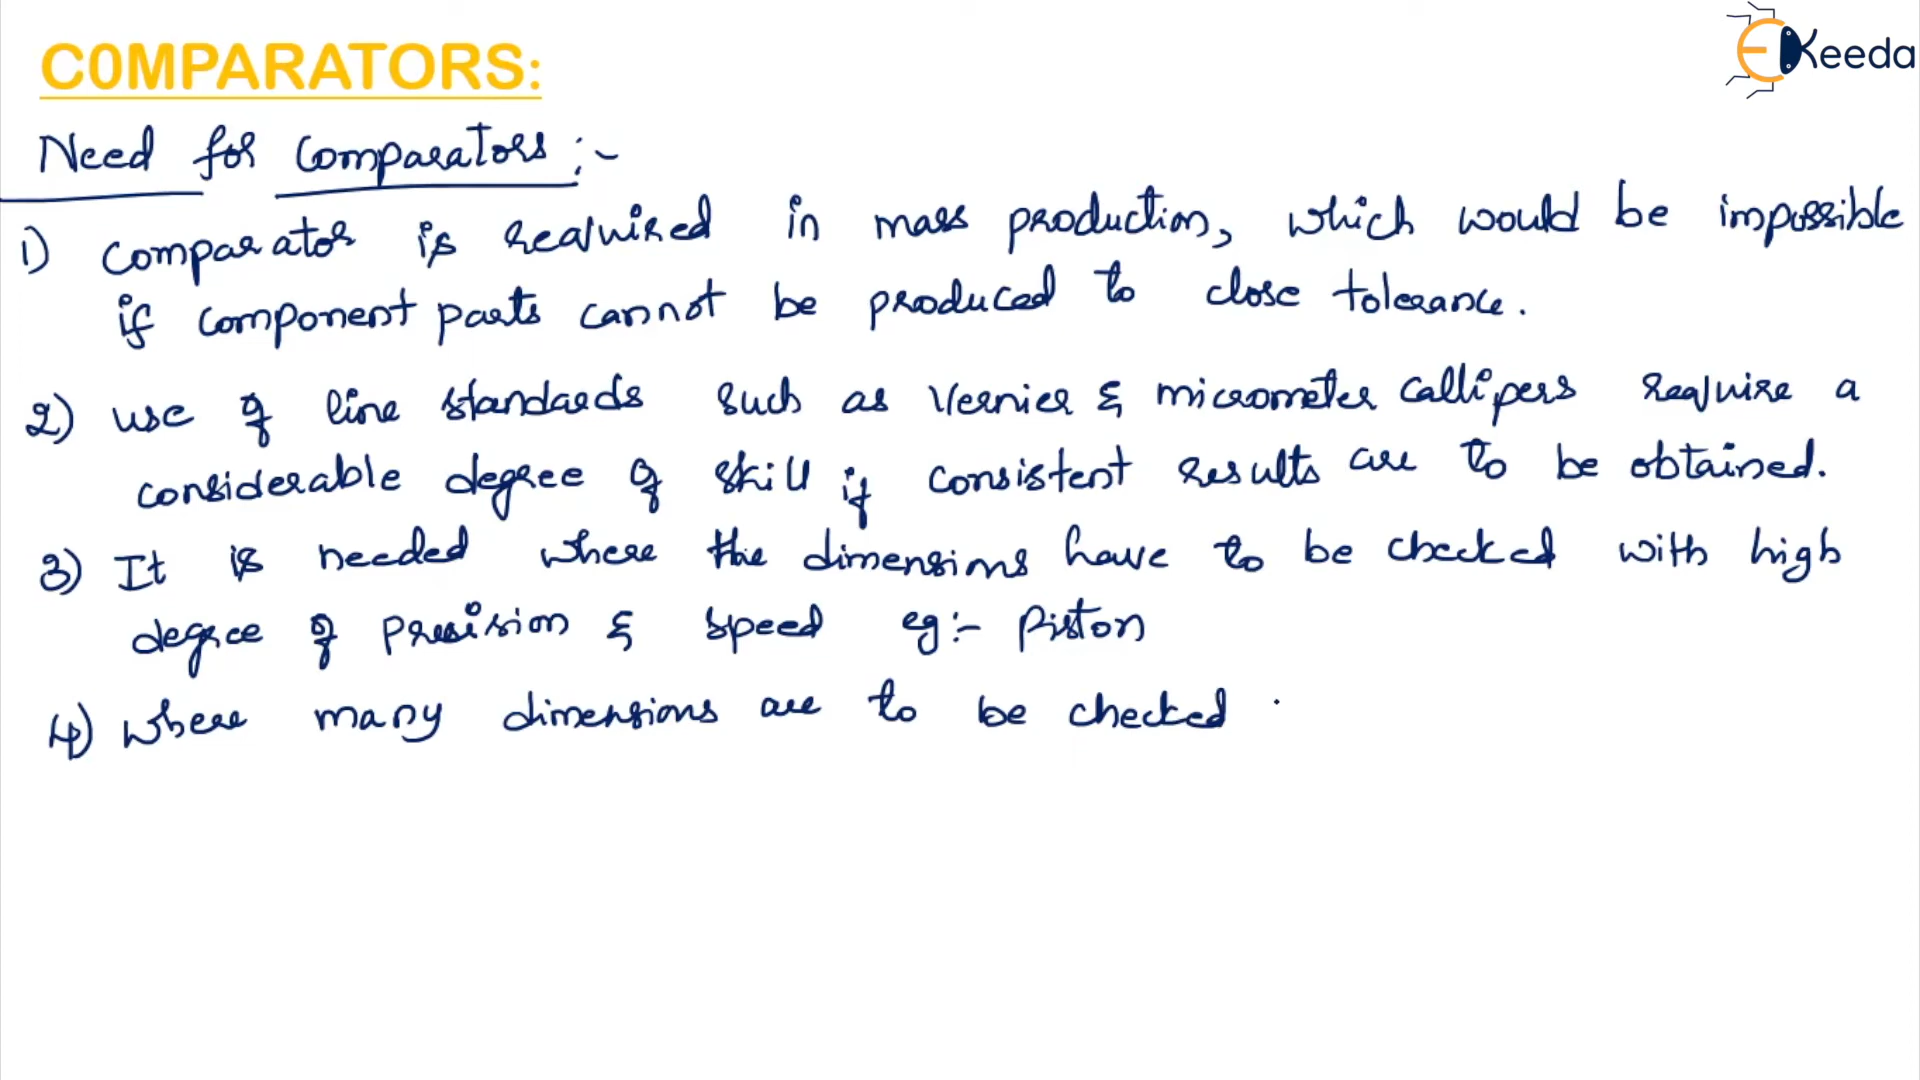 C0MPARATORS:
EKeeda
Need for Comparators :-
1) Comparator is required in mass production, which would be impossible
if component parts cannot be produced to close tolerance.
2) use of line standards such as Vernier & micrometer callipers require a
considerable degree of skill if consistent results are to be obtained.
3) It is needed where the dimensions have to be checked with high
degree of precision & speed eg:- Piston
4) where many dimensions are to be checked .